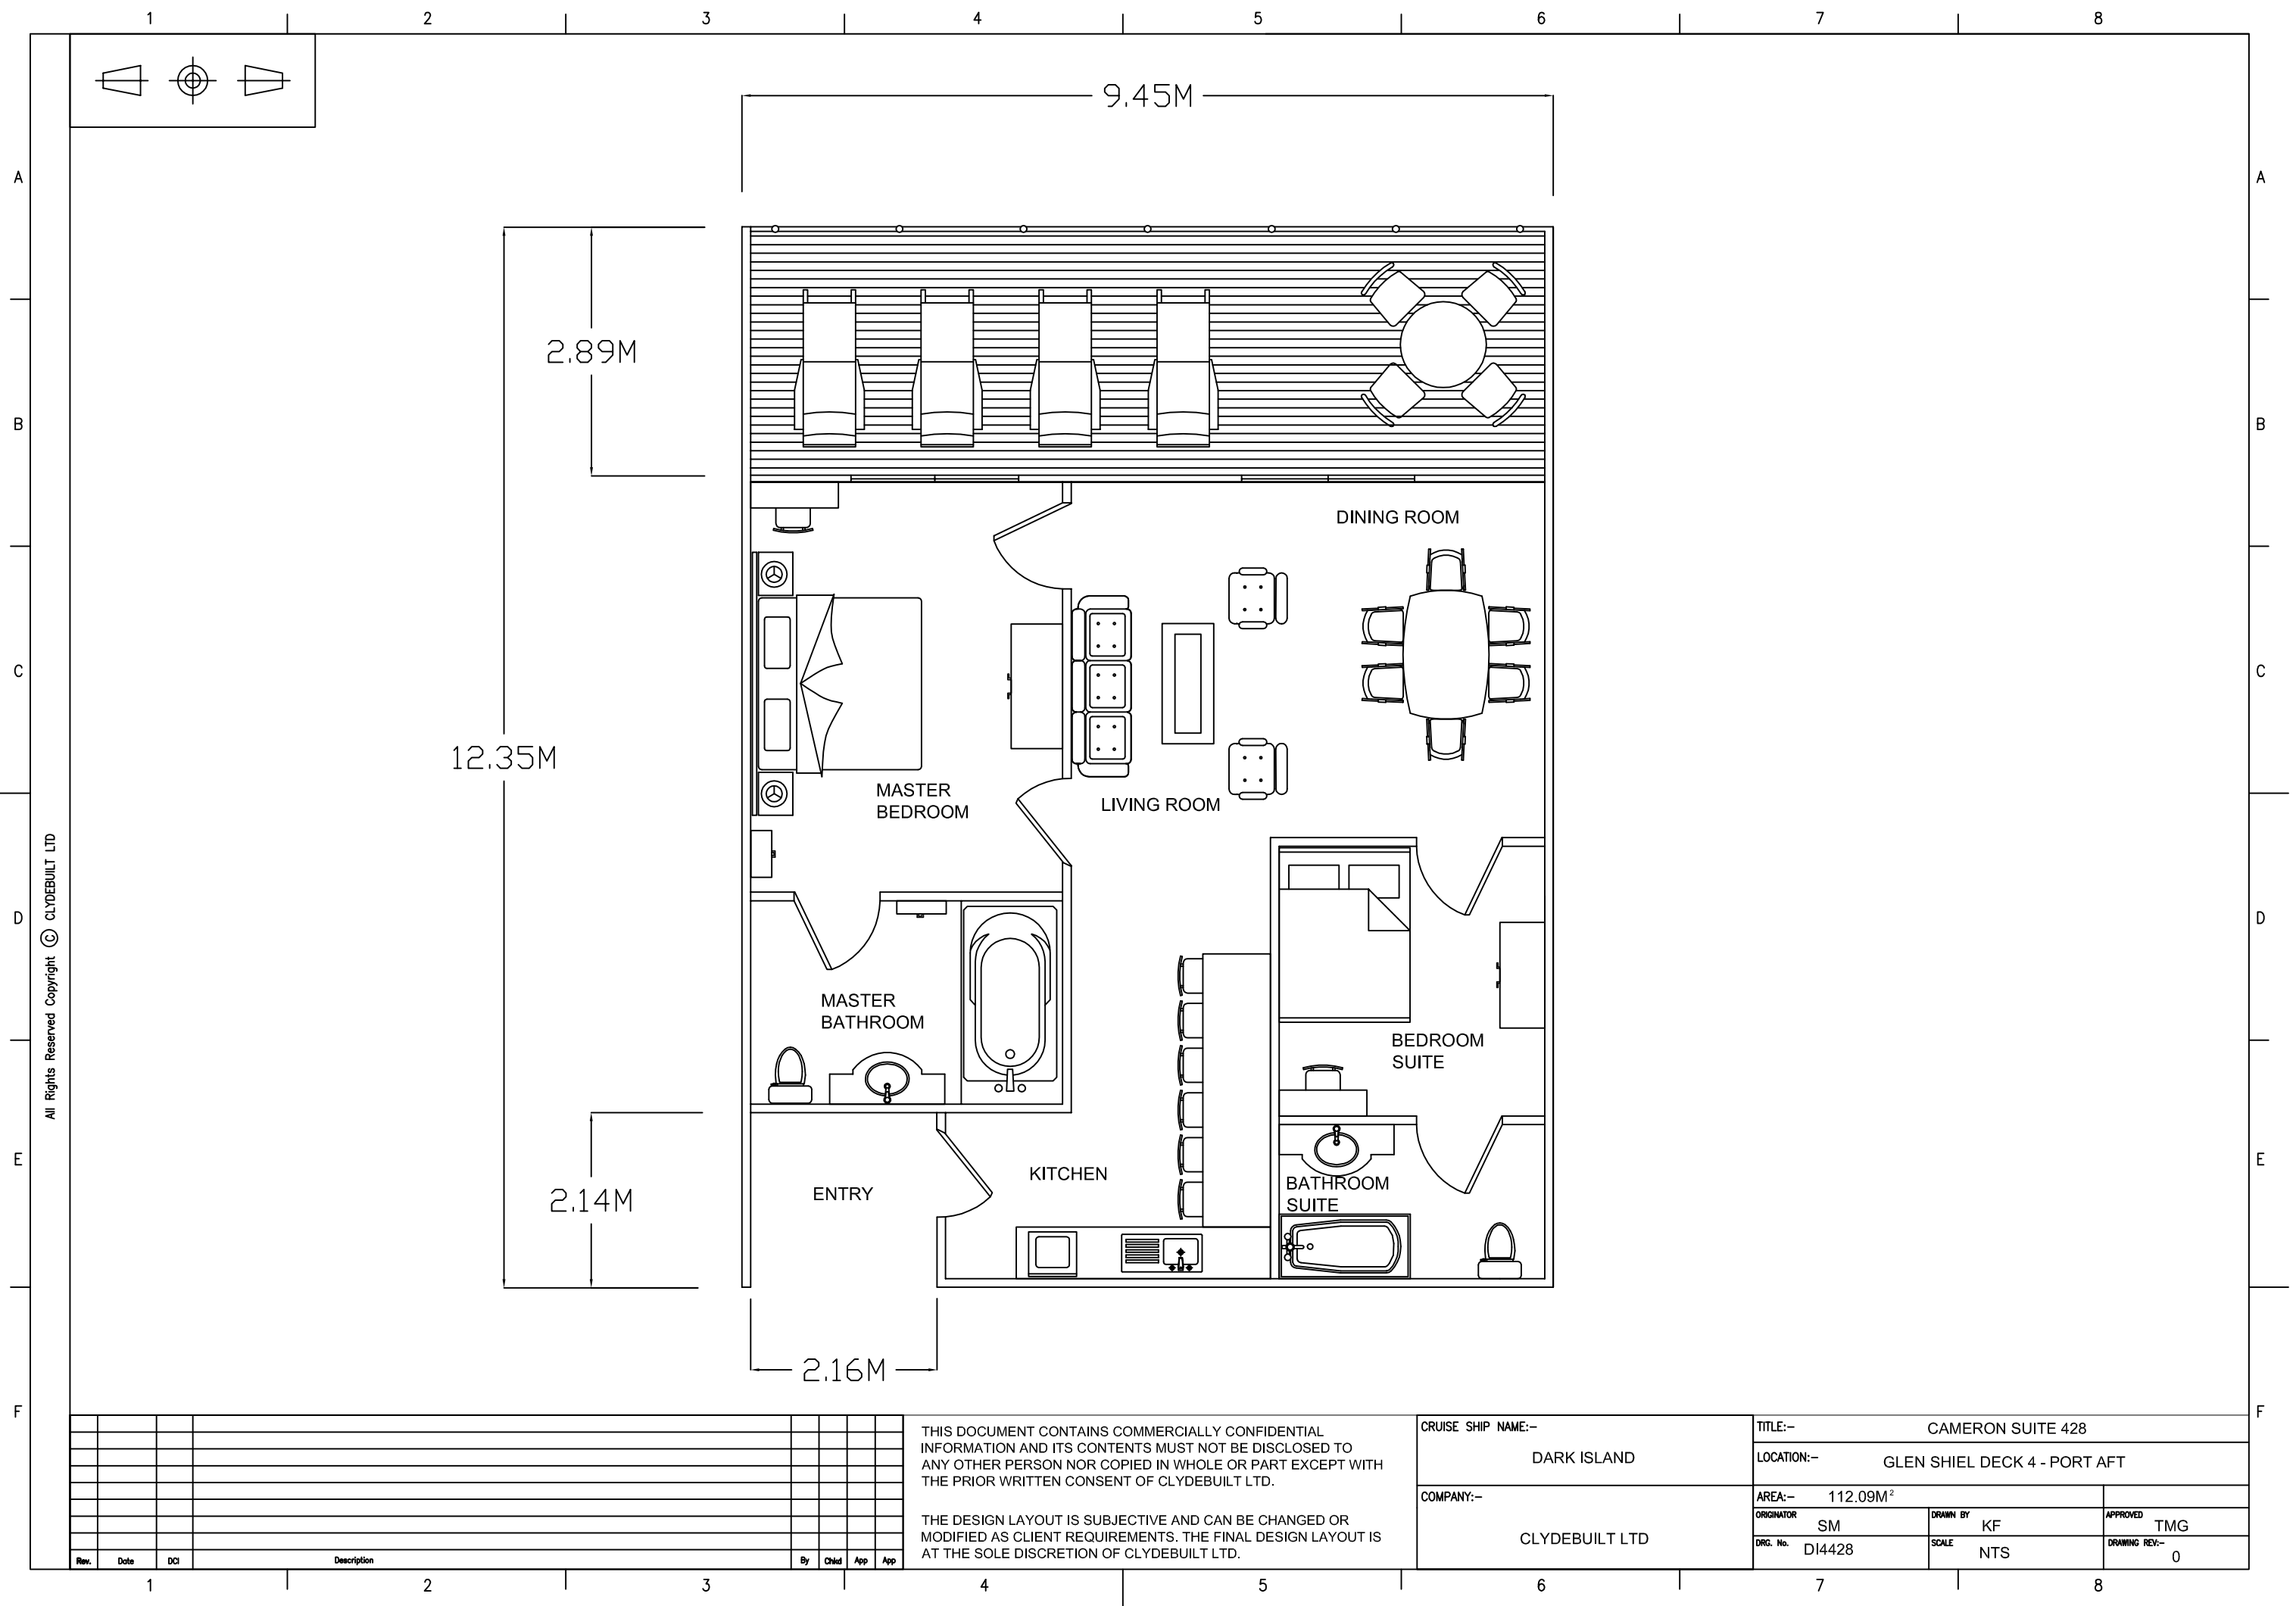 1 2 3 4 5 6 7 8
9.45M
A A
2.89M
B B
DINING ROOM
C C
12.35M
MASTER
BEDROOM
LIVING ROOM
All Rights Reserved Copyright © CLYDEBUILT LTD
D D
MASTER
BATHROOM
BEDROOM
SUITE
E E
KITCHEN
BATHROOM
SUITE
ENTRY
2.14M
2.16M
F F
Rev. Date DCI Description By Chkd App App
THIS DOCUMENT CONTAINS COMMERCIALLY CONFIDENTIAL
INFORMATION AND ITS CONTENTS MUST NOT BE DISCLOSED TO
ANY OTHER PERSON NOR COPIED IN WHOLE OR PART EXCEPT WITH
THE PRIOR WRITTEN CONSENT OF CLYDEBUILT LTD.
THE DESIGN LAYOUT IS SUBJECTIVE AND CAN BE CHANGED OR
MODIFIED AS CLIENT REQUIREMENTS. THE FINAL DESIGN LAYOUT IS
AT THE SOLE DISCRETION OF CLYDEBUILT LTD.
CRUISE SHIP NAME:-
DARK ISLAND
COMPANY:-
CLYDEBUILT LTD
TITLE:- CAMERON SUITE 428
LOCATION:- GLEN SHIEL DECK 4 - PORT AFT
AREA:- 112.09M²
ORIGINATOR SM DRAWN BY KF APPROVED TMG
DRG. No. DI4428 SCALE NTS DRAWING REV:- 0
1 2 3 4 5 6 7 8